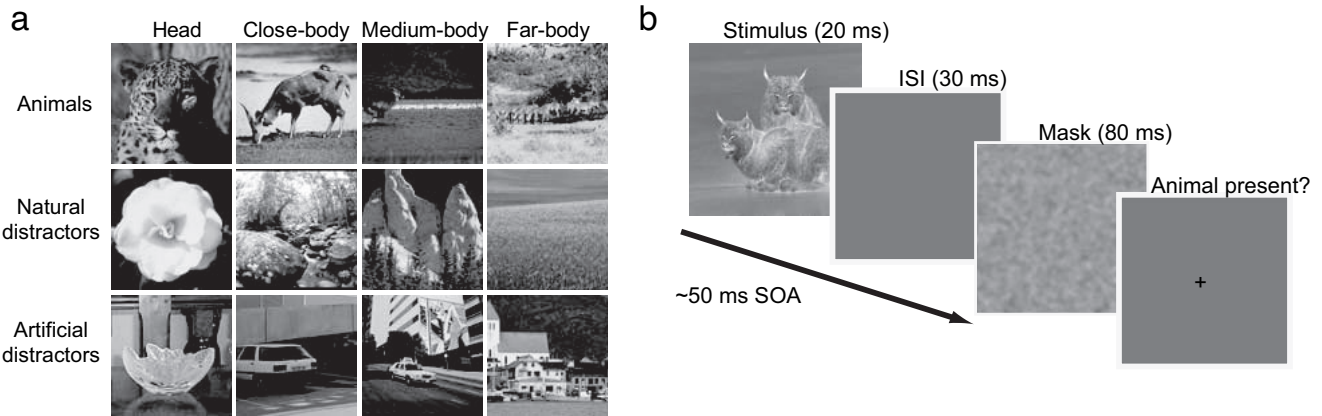 a
Head Close-body Medium-body Far-body
Animals
Natural
distractors
Artificial
distractors
b
Stimulus (20 ms)
ISI (30 ms)
Mask (80 ms)
Animal present?
+
~50 ms SOA